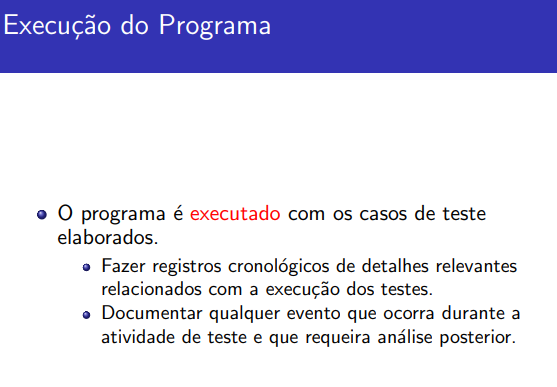 Execução do Programa
O programa é executado com os casos de teste
elaborados.
Fazer registros cronológicos de detalhes relevantes
relacionados com a execução dos testes.
Documentar qualquer evento que ocorra durante a
atividade de teste e que requeira análise posterior.